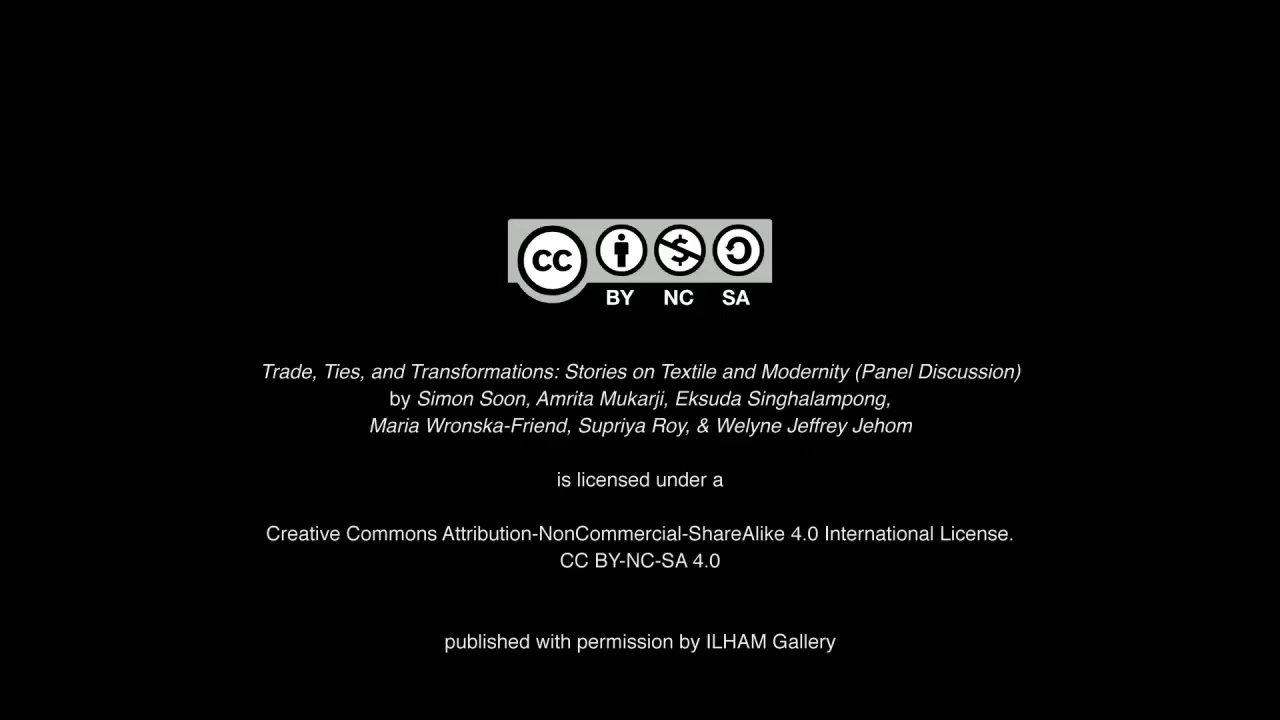 CC
BY NC SA
Trade, Ties, and Transformations: Stories on Textile and Modernity (Panel Discussion)
by Simon Soon, Amrita Mukarji, Eksuda Singhalampong,
Maria Wronska-Friend, Supriya Roy, & Welyne Jeffrey Jehom
is licensed under a
Creative Commons Attribution-NonCommercial-ShareAlike 4.0 International License.
CC BY-NC-SA 4.0
published with permission by ILHAM Gallery